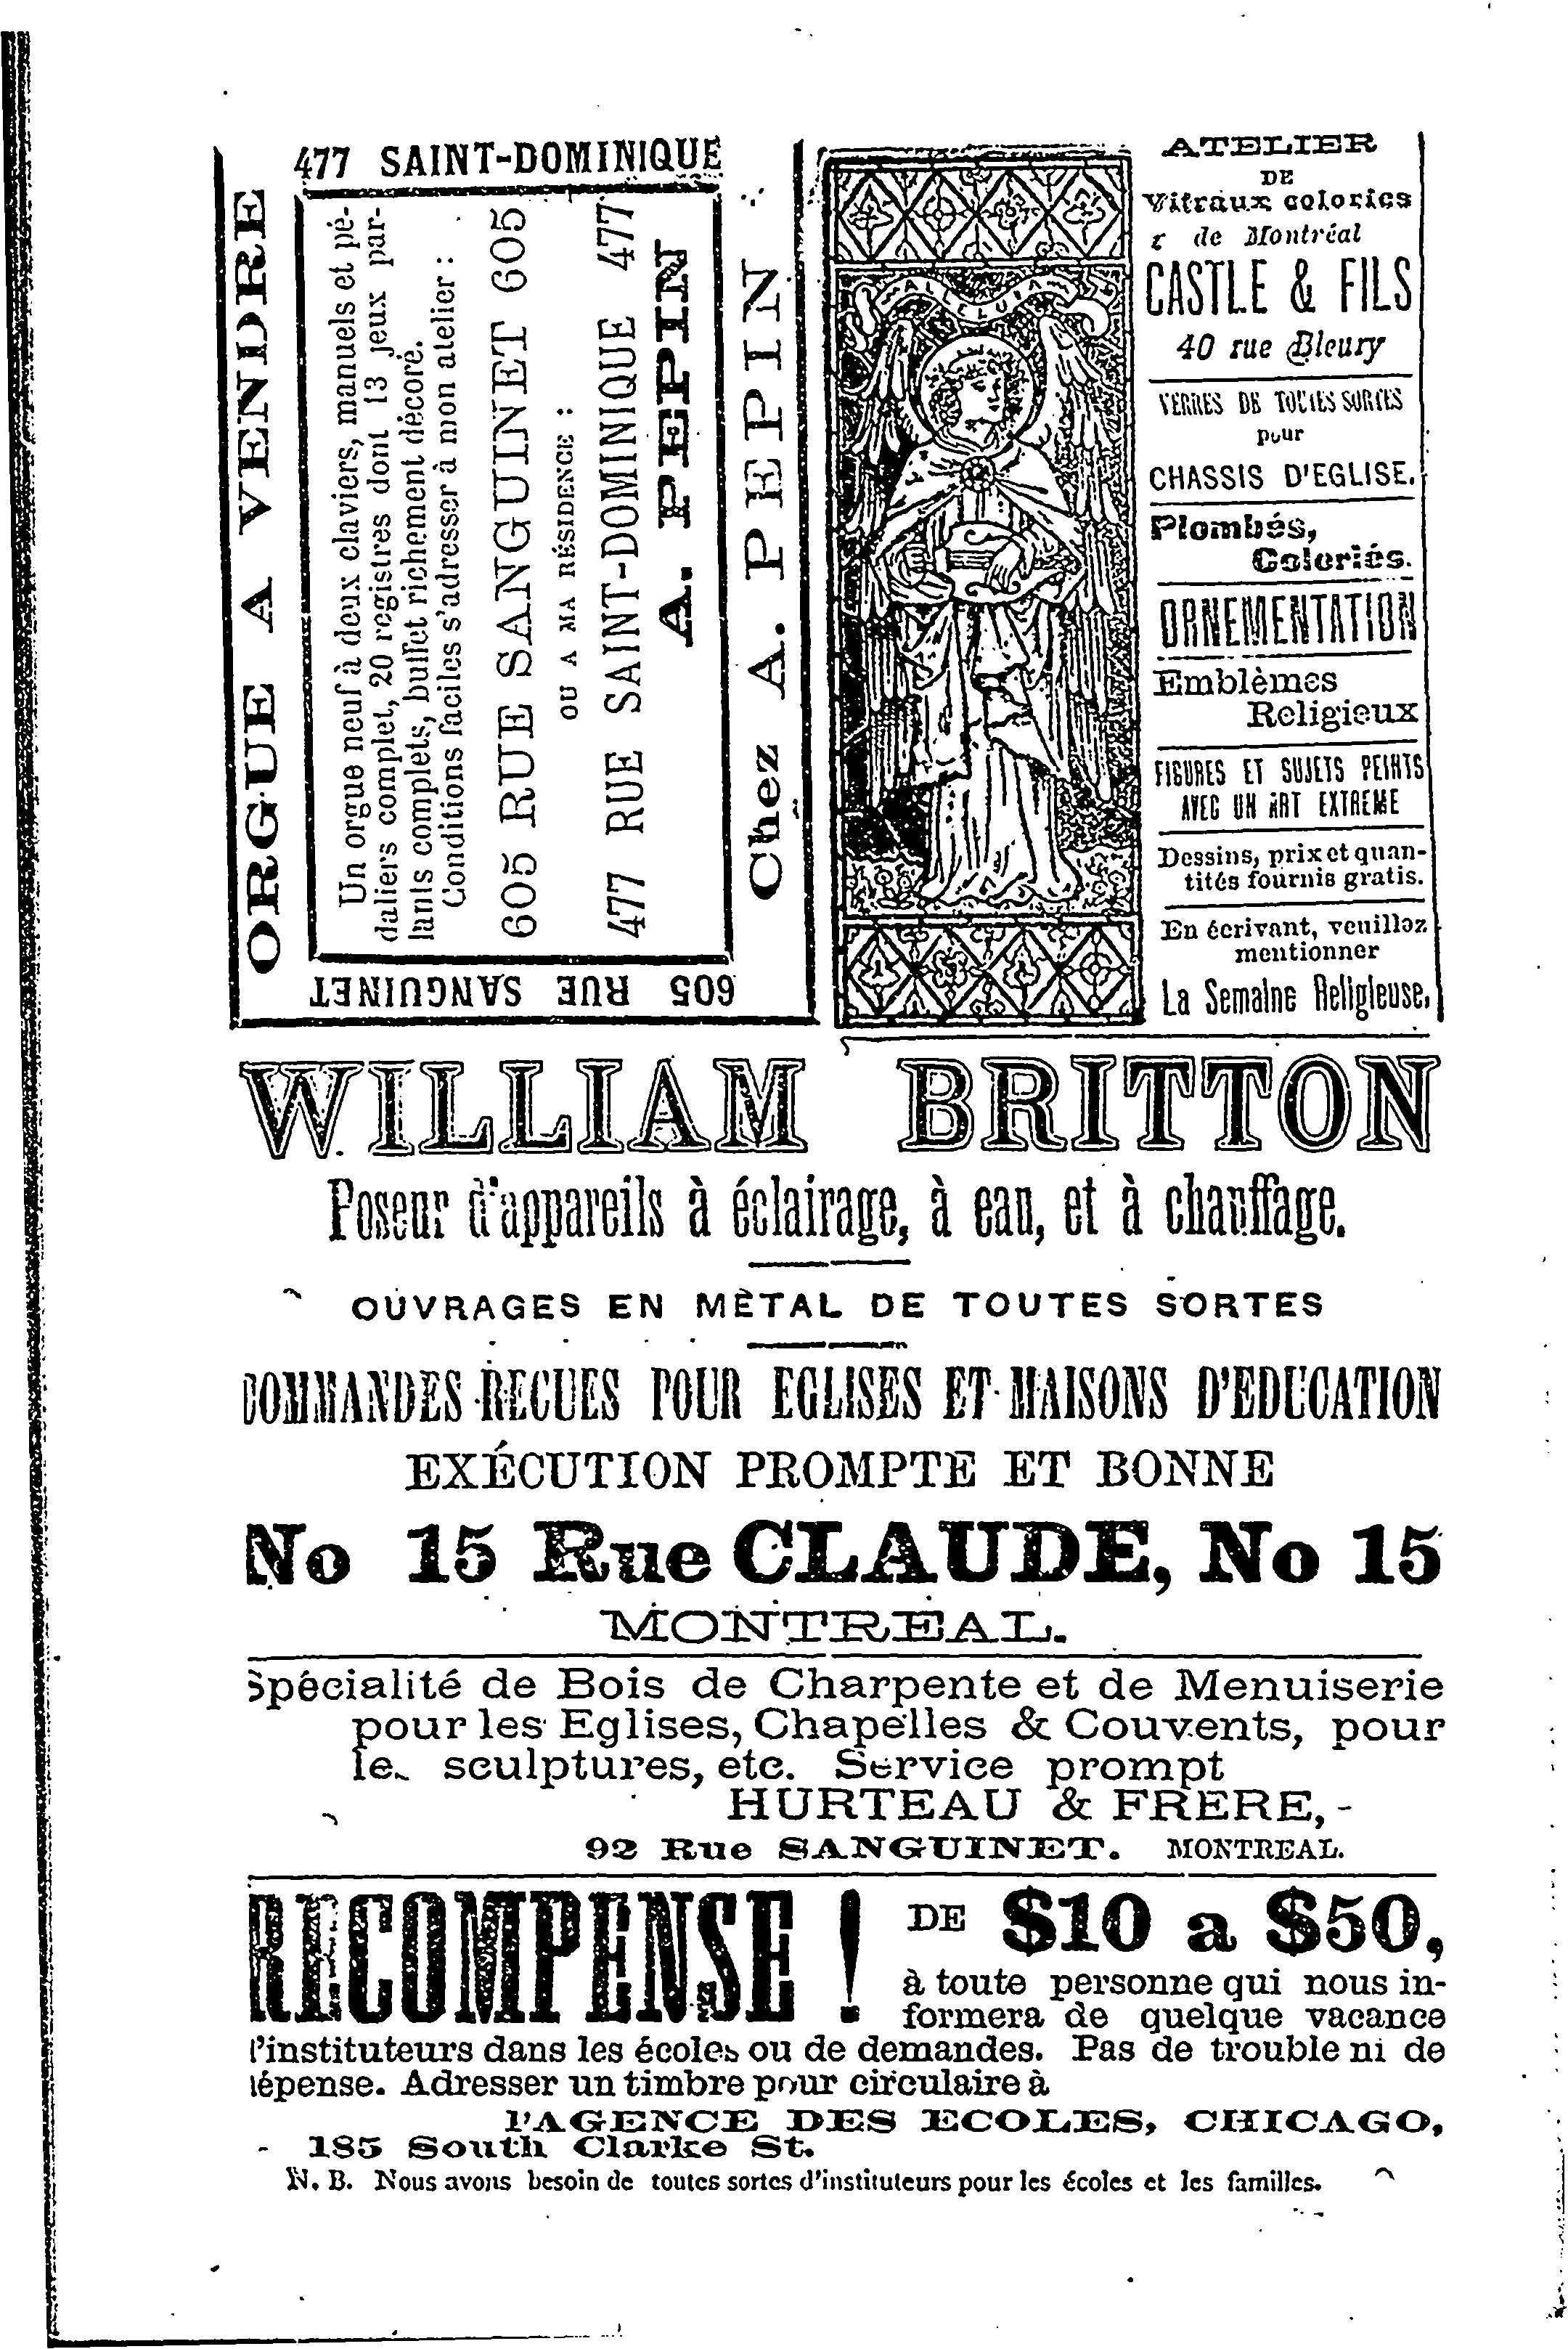 477 SAINT-DOMINIQUE
ORGUE A VENDRE
Un orgue neuf à deux claviers, manuels et pé-
daliers complet, 20 registres dont 13 jeux par-
lants complets, buffet richement décoré.
Conditions faciles s'adresser à mon atelier :
605 RUE SANGUINET 605
OU A MA RÉSIDENCE :
477 RUE SAINT-DOMINIQUE 477
A. PEPIN
Chez A. PEPIN
605 RUE SANGUINET
ALLELUIA
ATELIER
DE
Vitraux colories
de Montréal
CASTLE & FILS
40 rue Bleury
VERRES DE TOUTES SORTES
pour
CHASSIS D'EGLISE.
Plombés,
Coloriés.
ORNEMENTATION
Emblèmes
Religieux
FIGURES ET SUJETS PEINTS
AVEC UN ART EXTREME
Dessins, prix et quan-
tités fournis gratis.
En écrivant, veuillez
mentionner
La Semaine Religieuse.
WILLIAM BRITTON
Poseur d'appareils à éclairage, à eau, et à chauffage.
OUVRAGES EN MÉTAL DE TOUTES SORTES
COMMANDES RECUES POUR EGLISES ET MAISONS D'EDUCATION
EXÉCUTION PROMPTE ET BONNE
No 15 Rue CLAUDE, No 15
MONTREAL.
Spécialité de Bois de Charpente et de Menuiserie
pour les Eglises, Chapelles & Couvents, pour
le sculptures, etc. Service prompt
HURTEAU & FRERE,
92 Rue SANGUINET. MONTREAL.
RECOMPENSE ! DE $10 a $50,
à toute personne qui nous in-
formera de quelque vacance
l'instituteurs dans les écoles ou de demandes. Pas de trouble ni de
lépense. Adresser un timbre pour circulaire à
l'AGENCE DES ECOLES, CHICAGO,
185 South Clarke St.
N. B. Nous avons besoin de toutes sortes d'instituteurs pour les écoles et les familles.